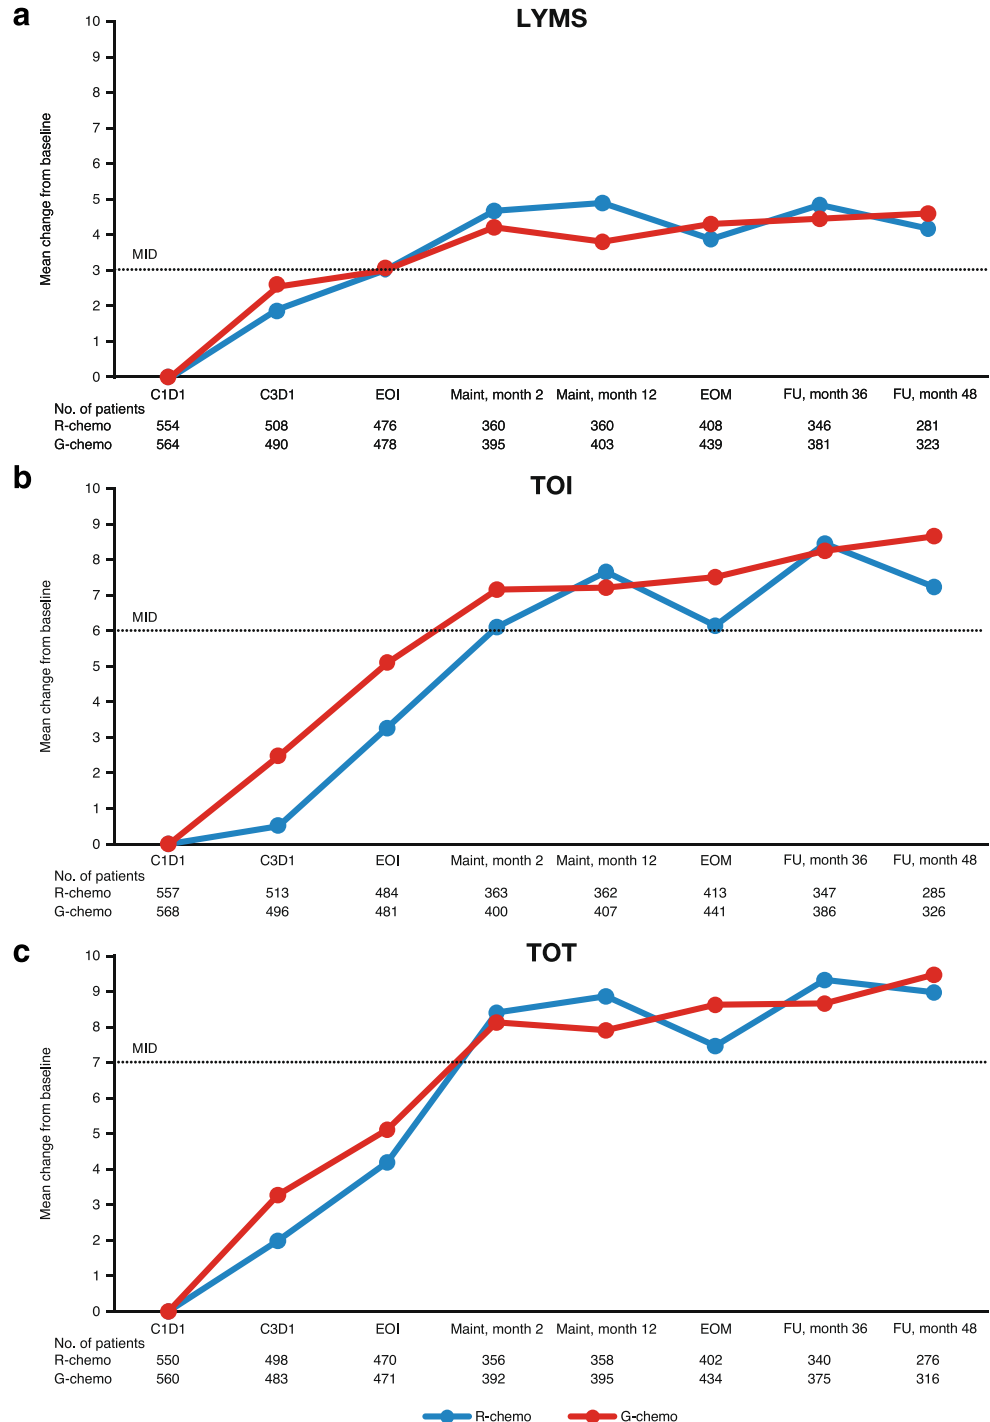 a
LYMS
10
9
8
7
6
5
4
3
2
1
0
Mean change from baseline
MID
C1D1 C3D1 EOI Maint, month 2 Maint, month 12 EOM FU, month 36 FU, month 48
No. of patients
R-chemo 554 508 476 360 360 408 346 281
G-chemo 564 490 478 395 403 439 381 323
b
TOI
10
9
8
7
6
5
4
3
2
1
0
Mean change from baseline
MID
C1D1 C3D1 EOI Maint, month 2 Maint, month 12 EOM FU, month 36 FU, month 48
No. of patients
R-chemo 557 513 484 363 362 413 347 285
G-chemo 568 496 481 400 407 441 386 326
c
TOT
10
9
8
7
6
5
4
3
2
1
0
Mean change from baseline
MID
C1D1 C3D1 EOI Maint, month 2 Maint, month 12 EOM FU, month 36 FU, month 48
No. of patients
R-chemo 550 498 470 356 358 402 340 276
G-chemo 560 483 471 392 395 434 375 316
R-chemo G-chemo